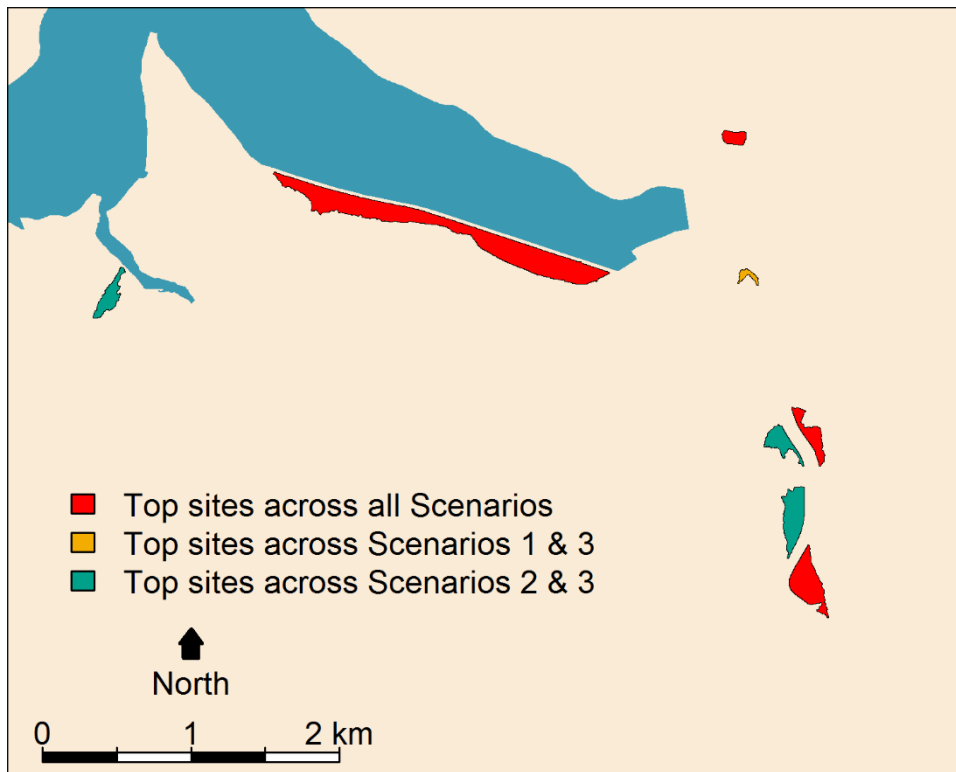 Top sites across all Scenarios
Top sites across Scenarios 1 & 3
Top sites across Scenarios 2 & 3
North
0 1 2 km